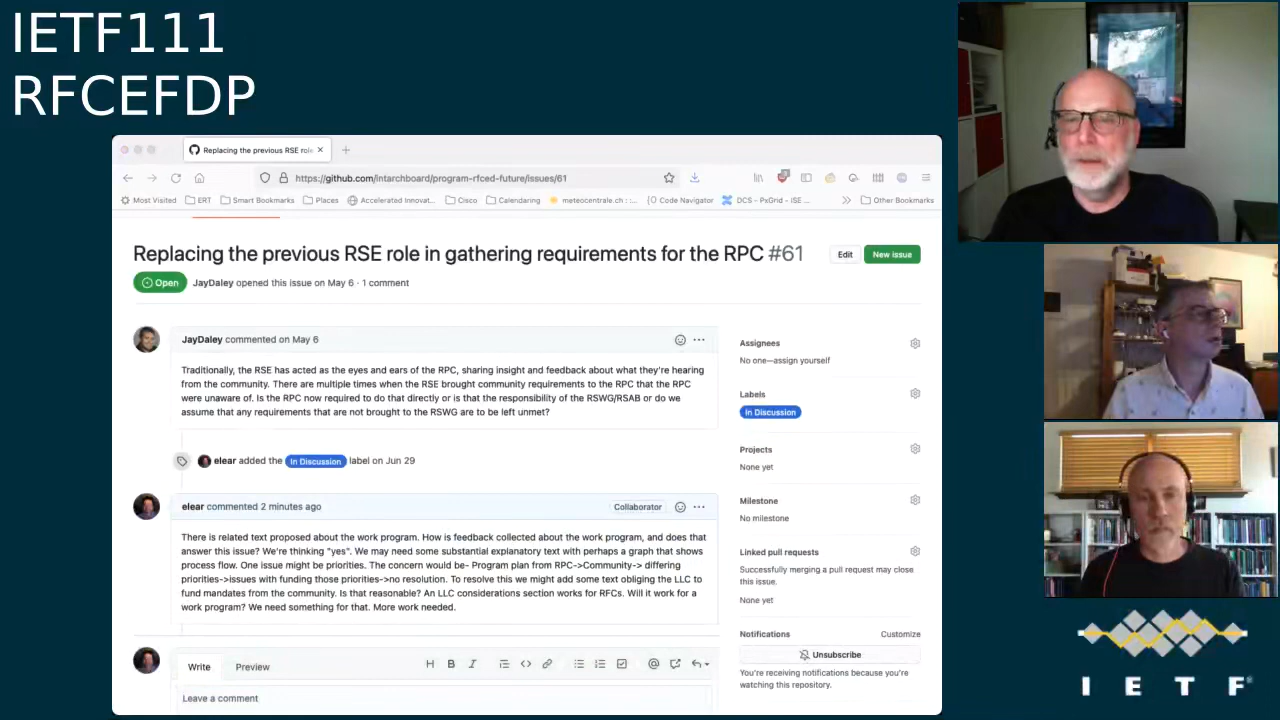 IETF111
RFCEFDP
Replacing the previous RSE role
https://github.com/intarchboard/program-rfced-future/issues/61
Most Visited
ERT
Smart Bookmarks
Places
Accelerated Innovat...
Cisco
Calendaring
meteocentrale.ch : :...
Code Navigator
DCS - PxGrid - ISE ...
Other Bookmarks
Replacing the previous RSE role in gathering requirements for the RPC #61
Edit
New issue
Open
JayDaley opened this issue on May 6 · 1 comment
JayDaley commented on May 6
Traditionally, the RSE has acted as the eyes and ears of the RPC, sharing insight and feedback about what they're hearing
from the community. There are multiple times when the RSE brought community requirements to the RPC that the RPC
were unaware of. Is the RPC now required to do that directly or is that the responsibility of the RSWG/RSAB or do we
assume that any requirements that are not brought to the RSWG are to be left unmet?
elear added the In Discussion label on Jun 29
elear commented 2 minutes ago
Collaborator
There is related text proposed about the work program. How is feedback collected about the work program, and does that
answer this issue? We're thinking "yes". We may need some substantial explanatory text with perhaps a graph that shows
process flow. One issue might be priorities. The concern would be- Program plan from RPC->Community-> differing
priorities->issues with funding those priorities->no resolution. To resolve this we might add some text obliging the LLC to
fund mandates from the community. Is that reasonable? An LLC considerations section works for RFCs. Will it work for a
work program? We need something for that. More work needed.
Write
Preview
Leave a comment
Assignees
No one—assign yourself
Labels
In Discussion
Projects
None yet
Milestone
No milestone
Linked pull requests
Successfully merging a pull request may close
this issue.
None yet
Notifications
Customize
Unsubscribe
You're receiving notifications because you're
watching this repository.
I E T F®